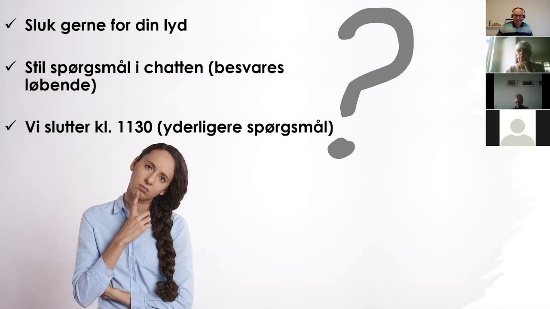 ✓ Sluk gerne for din lyd
✓ Stil spørgsmål i chatten (besvares
løbende)
✓ Vi slutter kl. 1130 (yderligere spørgsmål)
?